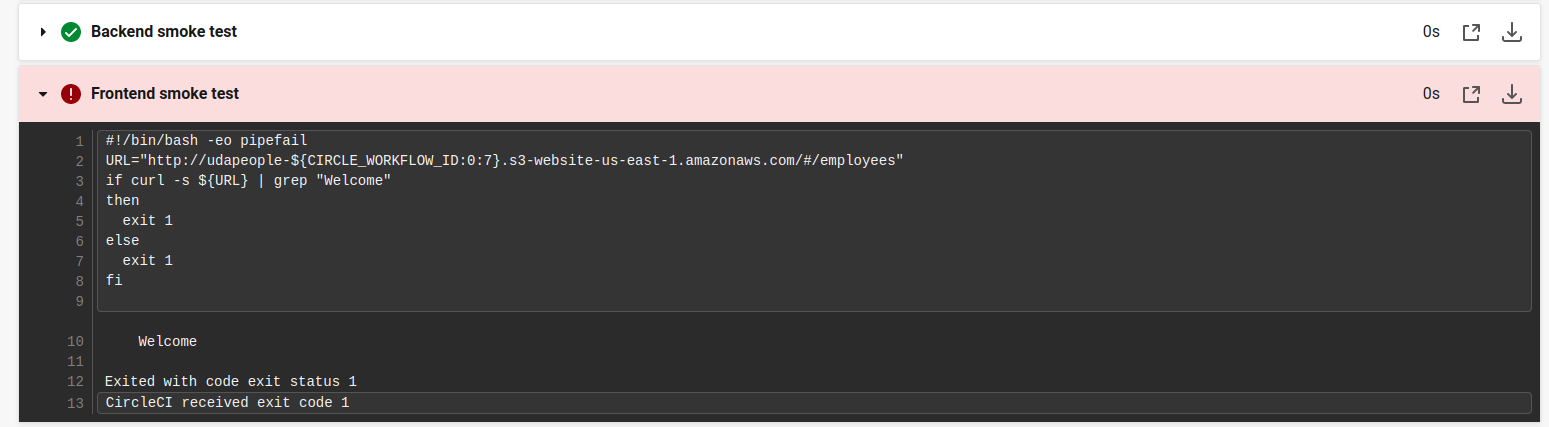 Backend smoke test 0s
Frontend smoke test 0s
1 #!/bin/bash -eo pipefail
2 URL="http://udapeople-${CIRCLE_WORKFLOW_ID:0:7}.s3-website-us-east-1.amazonaws.com/#/employees"
3 if curl -s ${URL} | grep "Welcome"
4 then
5   exit 1
6 else
7   exit 1
8 fi
9
10     Welcome
11
12 Exited with code exit status 1
13 CircleCI received exit code 1